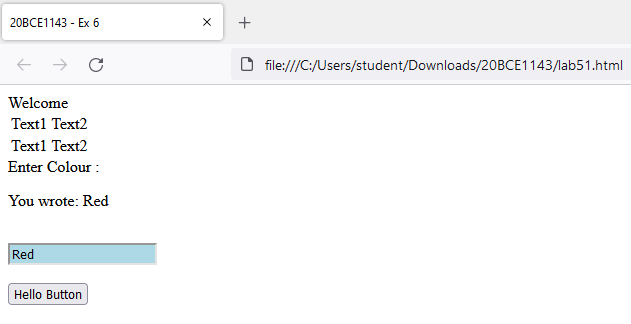 20BCE1143 - Ex 6
file:///C:/Users/student/Downloads/20BCE1143/lab51.html
Welcome
Text1 Text2
Text1 Text2
Enter Colour :
You wrote: Red
Red
Hello Button